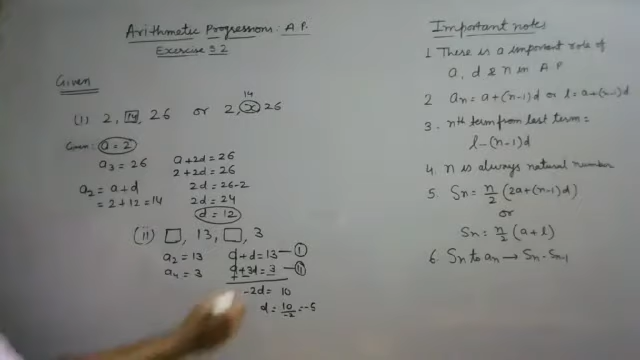 Arithmetic Progressions: A.P.
Exercise 5.2
Given
(i) 2, 14, 26 or 2, x 26
14
Given: a = 2
a3 = 26
a2 = a+d
= 2+12 = 14
a+2d = 26
2+2d = 26
2d = 26-2
2d = 24
d = 12
(ii) □, 13, □, 3
a2 = 13
a4 = 3
a+d = 13 — I
a+3d = 3 — II
-2d = 10
d = 10/-2 = -5
Important notes
1 There is a important role of
a, d & n in A P
2 an = a+(n-1)d or l = a+(n-1)d
3. nth term from last term =
l-(n-1)d
4. n is always natural number
5. Sn = n/2 (2a+(n-1)d)
or
Sn = n/2 (a+l)
6. Sn to an → Sn - Sn-1